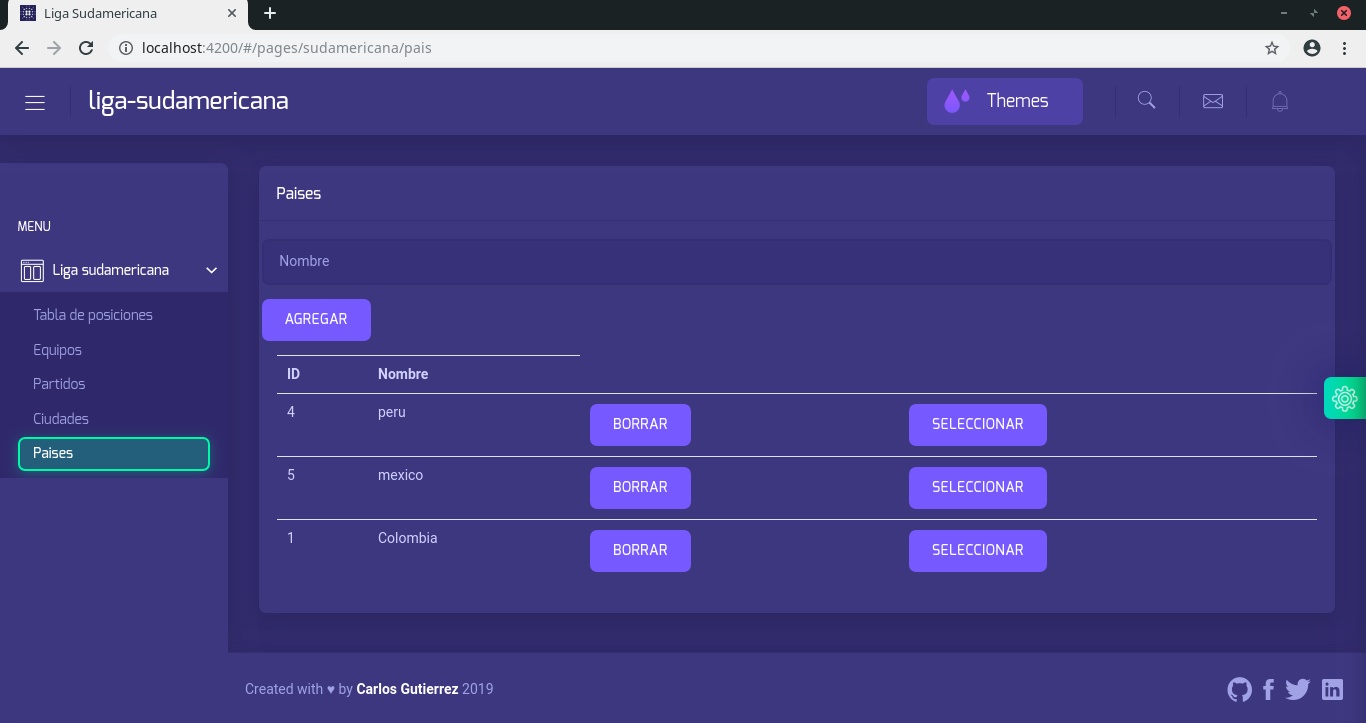 Liga Sudamericana
localhost:4200/#/pages/sudamericana/pais
liga-sudamericana
Themes
MENU
Liga sudamericana
Tabla de posiciones
Equipos
Partidos
Ciudades
Paises
Paises
Nombre
AGREGAR
ID Nombre
4 peru BORRAR SELECCIONAR
5 mexico BORRAR SELECCIONAR
1 Colombia BORRAR SELECCIONAR
Created with ♥ by Carlos Gutierrez 2019